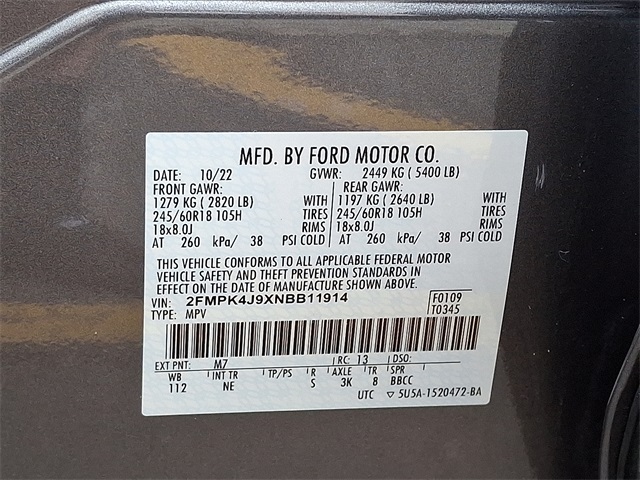 MFD. BY FORD MOTOR CO.
DATE: 10/22 GVWR: 2449 KG ( 5400 LB)
FRONT GAWR: REAR GAWR:
1279 KG ( 2820 LB) WITH 1197 KG ( 2640 LB) WITH
245/60R18 105H TIRES 245/60R18 105H TIRES
18x8.0J RIMS 18x8.0J RIMS
AT 260 kPa/ 38 PSI COLD AT 260 kPa/ 38 PSI COLD
THIS VEHICLE CONFORMS TO ALL APPLICABLE FEDERAL MOTOR
VEHICLE SAFETY AND THEFT PREVENTION STANDARDS IN
EFFECT ON THE DATE OF MANUFACTURE SHOWN ABOVE.
VIN: 2FMPK4J9XNBB11914 F0109
TYPE: MPV T0345
EXT PNT: M7 RC: 13 DSO:
WB INT TR TP/PS R AXLE TR SPR
112 NE S 3K 8 BBCC
UTC ▽ 5U5A-1520472-BA